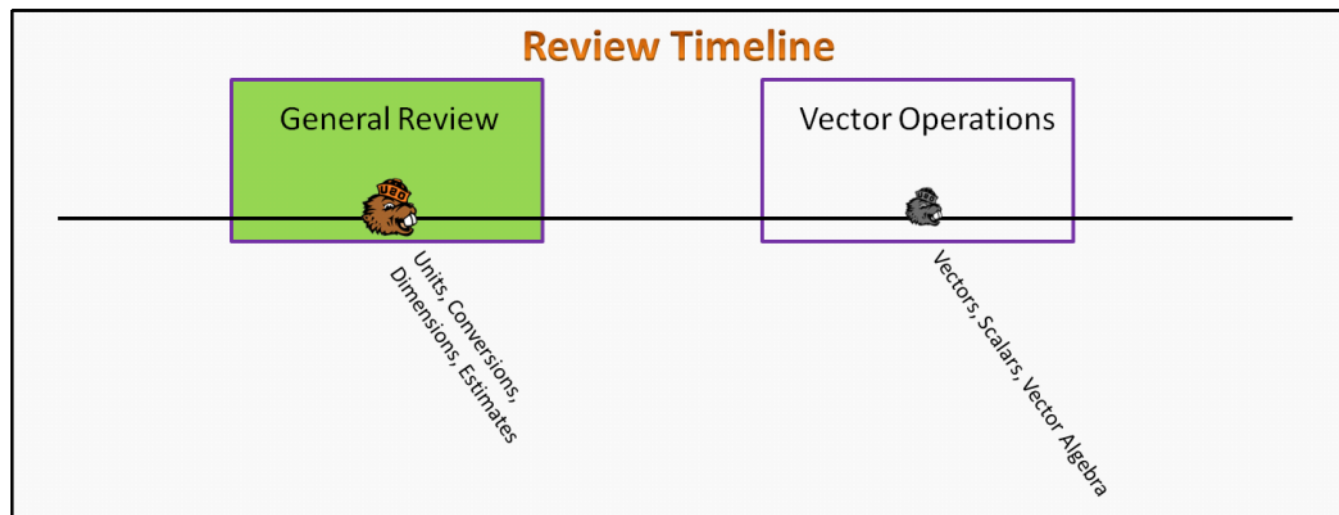 Review Timeline
General Review
Vector Operations
Units, Conversions,
Dimensions, Estimates
Vectors, Scalars, Vector Algebra